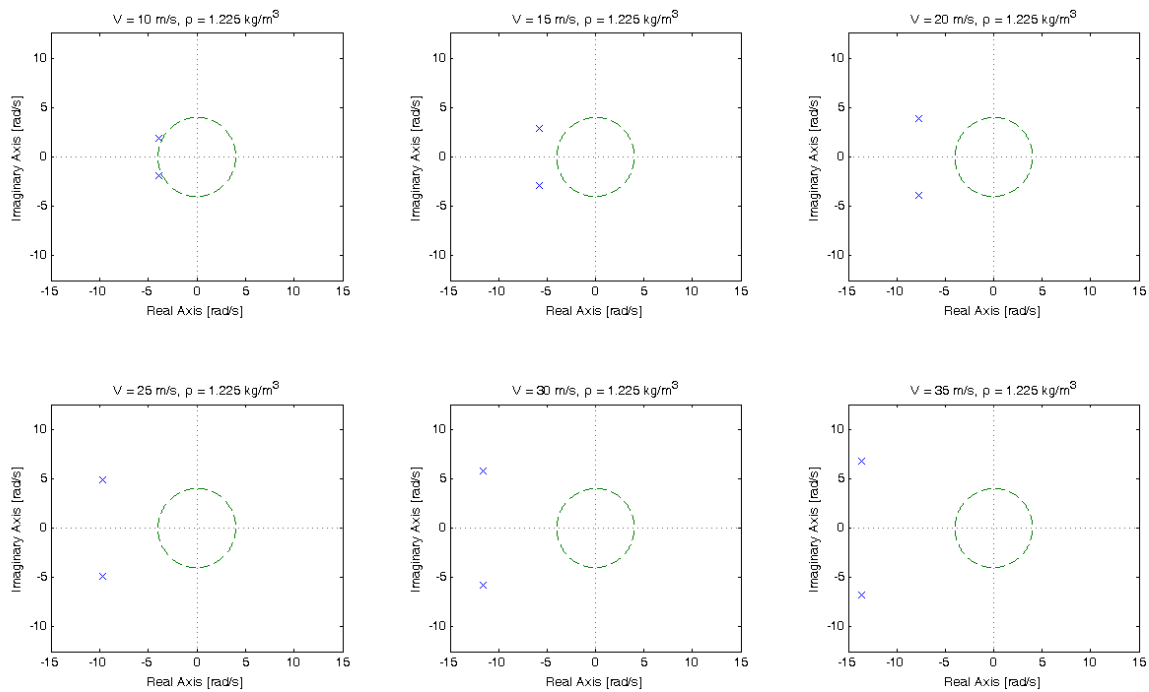 V = 10 m/s, ρ = 1.225 kg/m³
V = 15 m/s, ρ = 1.225 kg/m³
V = 20 m/s, ρ = 1.225 kg/m³
10
5
0
-5
-10
Imaginary Axis [rad/s]
-15 -10 -5 0 5 10 15
Real Axis [rad/s]
10
5
0
-5
-10
Imaginary Axis [rad/s]
-15 -10 -5 0 5 10 15
Real Axis [rad/s]
10
5
0
-5
-10
Imaginary Axis [rad/s]
-15 -10 -5 0 5 10 15
Real Axis [rad/s]
V = 25 m/s, ρ = 1.225 kg/m³
V = 30 m/s, ρ = 1.225 kg/m³
V = 35 m/s, ρ = 1.225 kg/m³
10
5
0
-5
-10
Imaginary Axis [rad/s]
-15 -10 -5 0 5 10 15
Real Axis [rad/s]
10
5
0
-5
-10
Imaginary Axis [rad/s]
-15 -10 -5 0 5 10 15
Real Axis [rad/s]
10
5
0
-5
-10
Imaginary Axis [rad/s]
-15 -10 -5 0 5 10 15
Real Axis [rad/s]